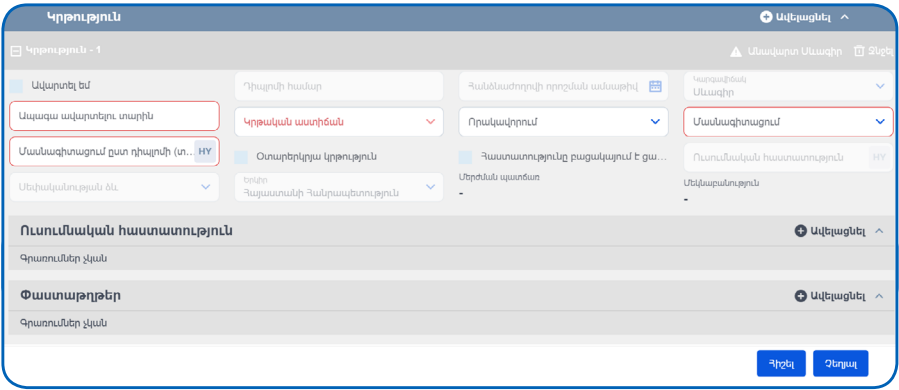 Կրթություն
Ավելացնել
Կրթություն - 1
Անավարտ Սևագիր
Ջնջել
Ավարտել եմ
Դիպլոմի համար
Հանձնաժողովի որոշման ամսաթիվ
Կարգավիճակ
Սևագիր
Ապագա ավարտելու տարին
Կրթական աստիճան
Որակավորում
Մասնագիտացում
Մասնագիտացում ըստ դիպլոմի (տ...
HY
Օտարերկրյա կրթություն
Հաստատությունը բացակայում է ցա...
Ուսումնական հաստատություն
HY
Սեփականության ձև
Երկիր
Հայաստանի Հանրապետություն
Մերժման պատճառ
-
Մեկնաբանություն
-
Ուսումնական հաստատություն
Ավելացնել
Գրառումներ չկան
Փաստաթղթեր
Ավելացնել
Գրառումներ չկան
Հիշել
Չեղյալ